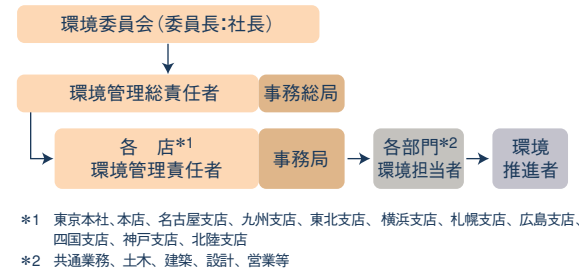 環境委員会（委員長：社長）
環境管理総責任者　事務総局
各　店＊1
環境管理責任者
事務局
各部門＊2
環境担当者
環境
推進者
＊1　東京本社、本店、名古屋支店、九州支店、東北支店、横浜支店、札幌支店、広島支店、
四国支店、神戸支店、北陸支店
＊2　共通業務、土木、建築、設計、営業等